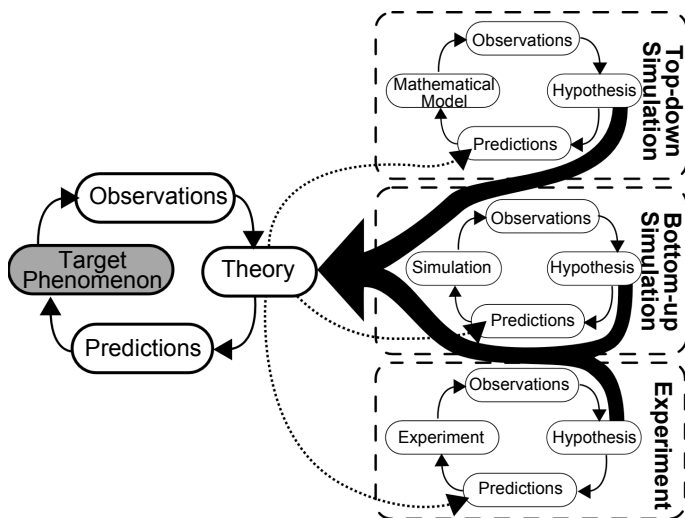 Observations
Target
Phenomenon
Theory
Predictions
Observations
Mathematical
Model
Hypothesis
Predictions
Top-down
Simulation
Observations
Simulation
Hypothesis
Predictions
Bottom-up
Simulation
Observations
Experiment
Hypothesis
Predictions
Experiment